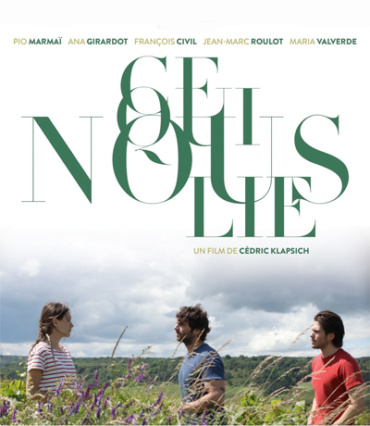 PIO MARMAÏ ANA GIRARDOT FRANÇOIS CIVIL JEAN-MARC ROULOT MARIA VALVERDE
CE
QUI
NOUS
LIE
UN FILM DE CÉDRIC KLAPSICH